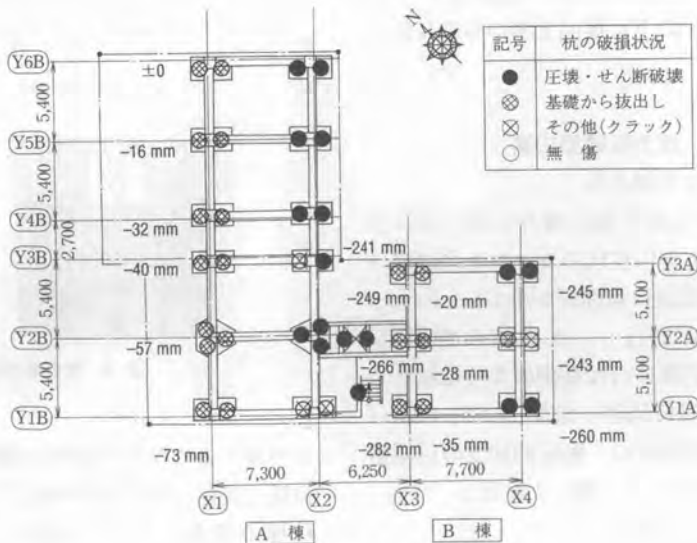 N
記号 杭の破損状況
圧壊・せん断破壊
基礎から抜出し
その他(クラック)
無 傷
Y6B
±0
5,400
Y5B
-16 mm
5,400
Y4B
-32 mm
2,700
Y3B
-40 mm
-241 mm
Y3A
5,400
-249 mm
-20 mm
-245 mm
5,100
Y2B
-57 mm
-266 mm
-28 mm
-243 mm
Y2A
5,400
5,100
Y1B
Y1A
-73 mm
-282 mm
-35 mm
-260 mm
7,300
6,250
7,700
X1
X2
X3
X4
A 棟
B 棟